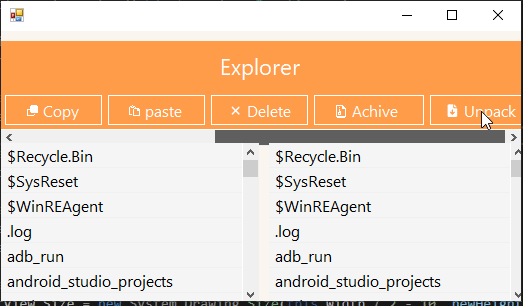 Explorer
Copy paste Delete Achive Unpack
$Recycle.Bin $Recycle.Bin
$SysReset $SysReset
$WinREAgent $WinREAgent
.log .log
adb_run adb_run
android_studio_projects android_studio_projects